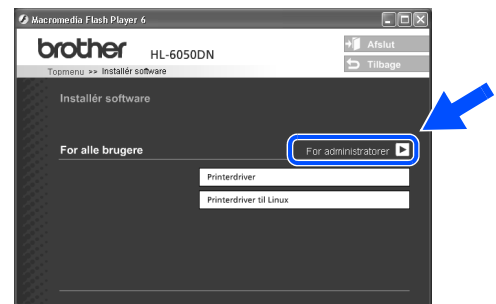 Macromedia Flash Player 6
brother HL-6050DN
Afslut
Tilbage
Topmenu >> Installér software
Installér software
For alle brugere
For administratorer
Printerdriver
Printerdriver til Linux